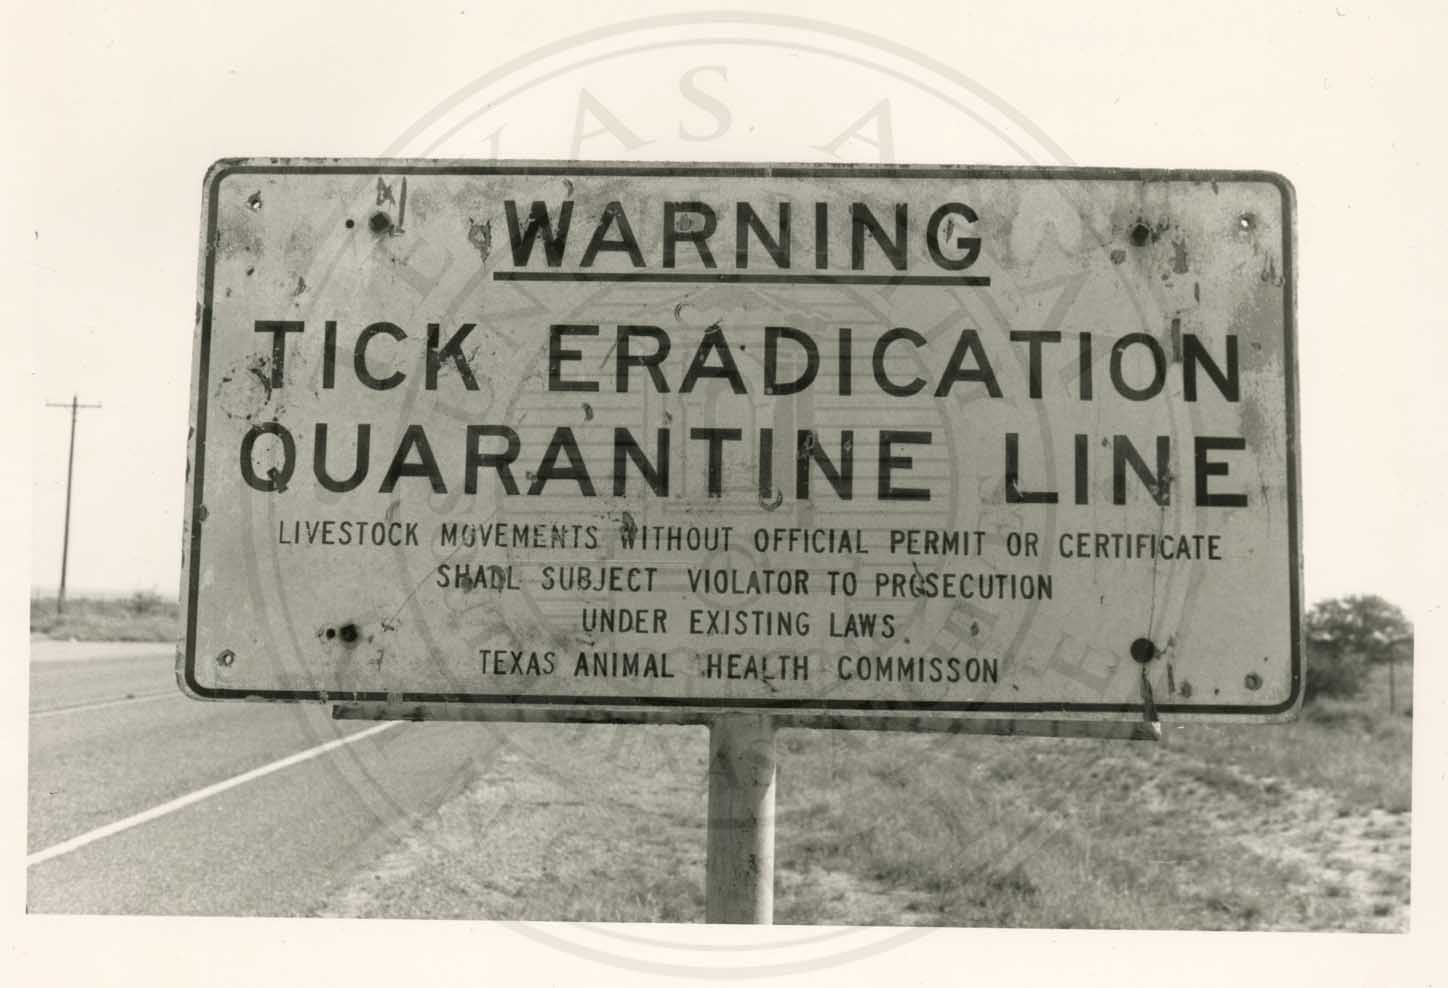 WARNING
TICK ERADICATION
QUARANTINE LINE
LIVESTOCK MOVEMENTS WITHOUT OFFICIAL PERMIT OR CERTIFICATE
SHALL SUBJECT VIOLATOR TO PROSECUTION
UNDER EXISTING LAWS.
TEXAS ANIMAL HEALTH COMMISSON